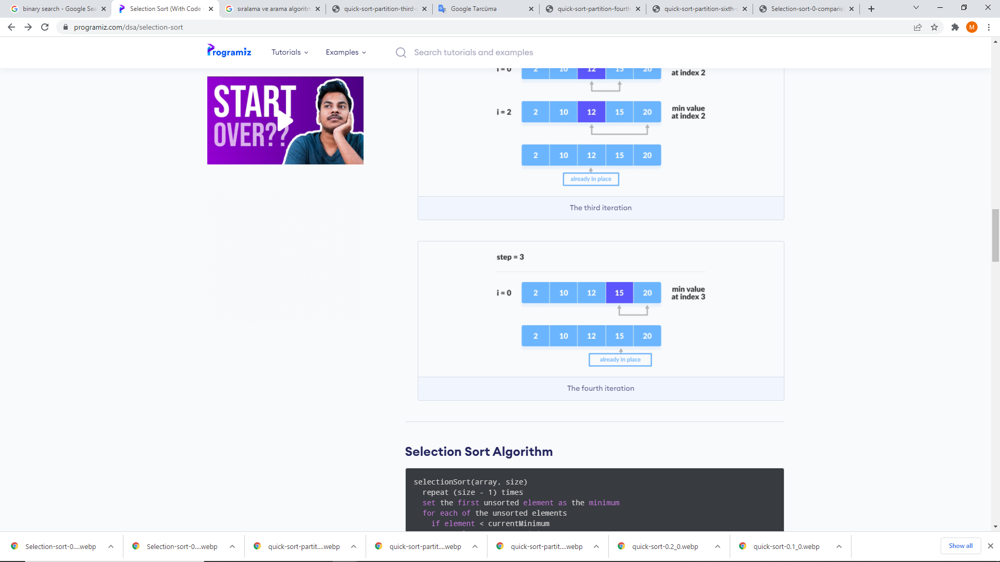 binary search - Google Sea
Selection Sort (With Code
sıralama ve arama algoritm
quick-sort-partition-third-s
Google Tərcümə
quick-sort-partition-fourth
quick-sort-partition-sixth-s
Selection-sort-0-comparisi
programiz.com/dsa/selection-sort
M
Programiz
Tutorials
Examples
Search tutorials and examples
START
OVER??
i = 0 2 10 12 15 20
at index 2
i = 2 2 10 12 15 20
min value
at index 2
2 10 12 15 20
already in place
The third iteration
step = 3
i = 0 2 10 12 15 20
min value
at index 3
2 10 12 15 20
already in place
The fourth iteration
Selection Sort Algorithm
selectionSort(array, size)
repeat (size - 1) times
set the first unsorted element as the minimum
for each of the unsorted elements
if element < currentMinimum
Selection-sort-0....webp
Selection-sort-0....webp
quick-sort-partit....webp
quick-sort-partit....webp
quick-sort-partit....webp
quick-sort-0.2_0.webp
quick-sort-0.1_0.webp
Show all